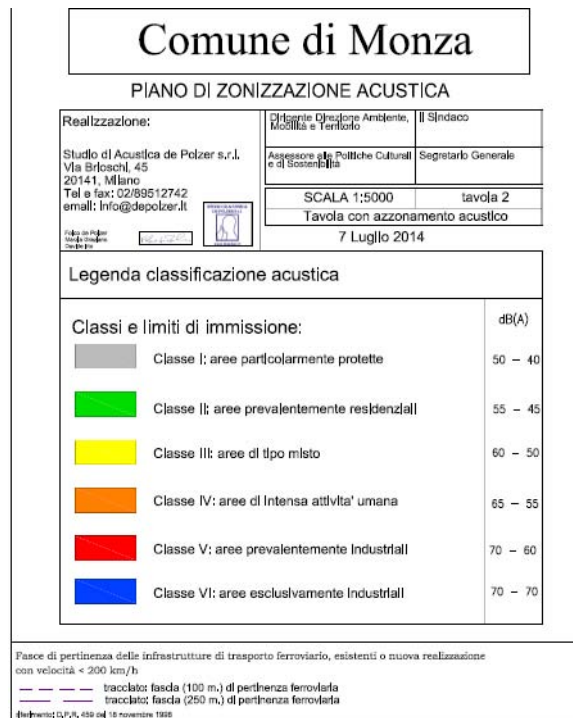 Comune di Monza
PIANO DI ZONIZZAZIONE ACUSTICA
Realizzazione:
Studio di Acustica de Polzer s.r.l.
Via Brioschi, 45
20141, Milano
Tel e fax: 02/89512742
email: info@depolzer.it
Folco de Polzer
Dirigente Direzione Ambiente,
Mobilità e Territorio
Il Sindaco
Assessore alle Politiche Culturali
e di Sostenibilità
Segretario Generale
SCALA 1:5000
tavola 2
Tavola con azzonamento acustico
7 Luglio 2014
Legenda classificazione acustica
Classi e limiti di immissione:
dB(A)
Classe I: aree particolarmente protette
50 – 40
Classe II: aree prevalentemente residenziali
55 – 45
Classe III: aree di tipo misto
60 – 50
Classe IV: aree di intensa attivita' umana
65 – 55
Classe V: aree prevalentemente industriali
70 – 60
Classe VI: aree esclusivamente industriali
70 – 70
Fasce di pertinenza delle infrastrutture di trasporto ferroviario, esistenti o nuova realizzazione
con velocità < 200 km/h
tracciato: fascia (100 m.) di pertinenza ferroviaria
tracciato: fascia (250 m.) di pertinenza ferroviaria
riferimento: D.P.R. 459 del 18 novembre 1998